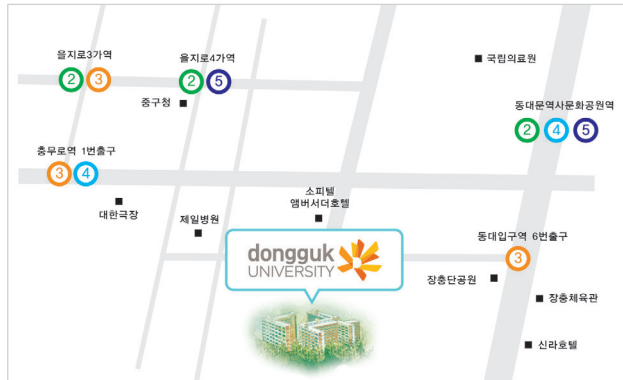 을지로3가역
2 3
을지로4가역
2 5
중구청
국립의료원
동대문역사문화공원역
2 4 5
충무로역 1번출구
3 4
대한극장
제일병원
소피텔
앰버서더호텔
dongguk
UNIVERSITY
동대입구역 6번출구
3
장충단공원
장충체육관
신라호텔